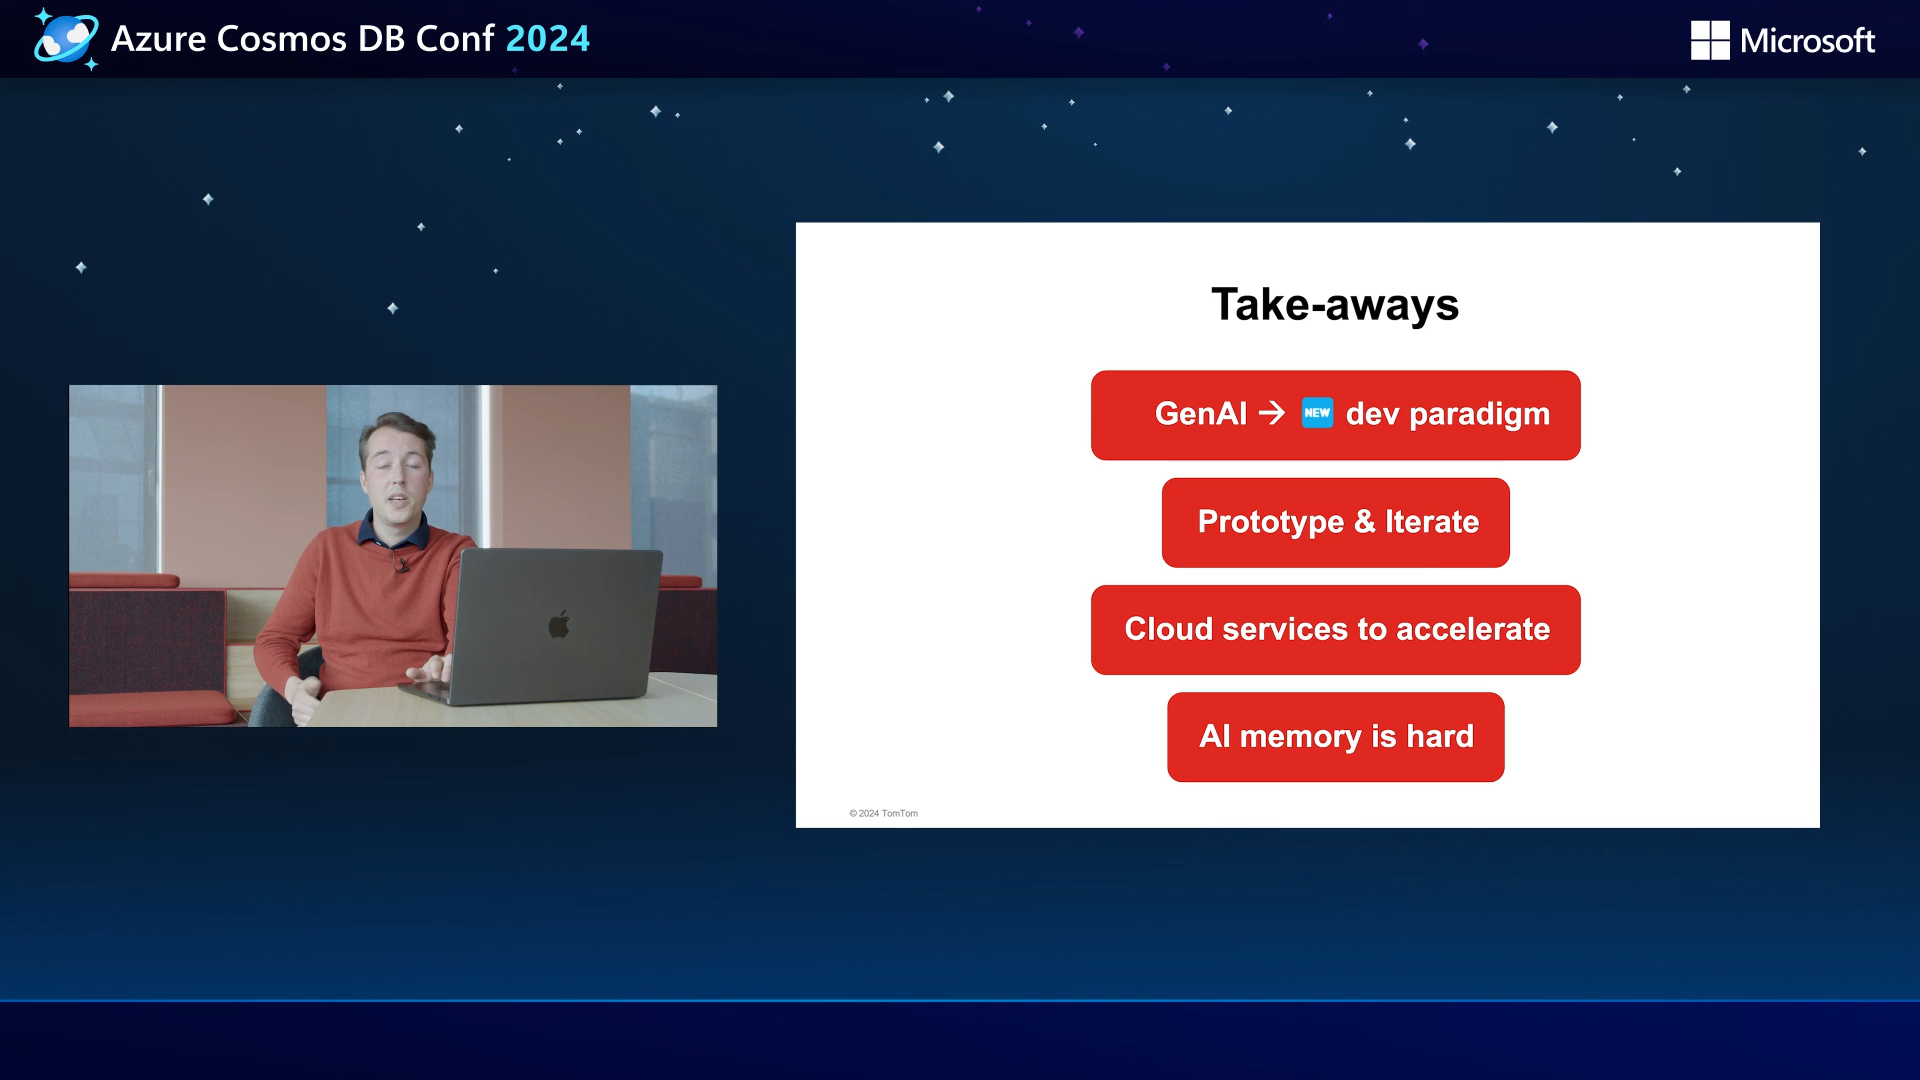 Azure Cosmos DB Conf 2024
Microsoft
Take-aways
GenAI → NEW dev paradigm
Prototype & Iterate
Cloud services to accelerate
AI memory is hard
© 2024 TomTom